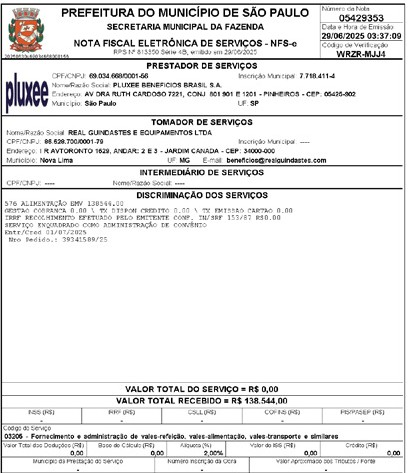 PREFEITURA DO MUNICÍPIO DE SÃO PAULO
SECRETARIA MUNICIPAL DA FAZENDA
NOTA FISCAL ELETRÔNICA DE SERVIÇOS - NFS-e
RPS Nº 813350 Série 4B, emitido em 29/06/2025
Número da Nota
05429353
Data e Hora de Emissão
29/06/2025 03:37:09
Código de Verificação
WRZR-MJJ4
PRESTADOR DE SERVIÇOS
pluxee
CPF/CNPJ: 69.034.668/0001-56 Inscrição Municipal: 7.718.411-4
Nome/Razão Social: PLUXEE BENEFICIOS BRASIL S.A.
Endereço: AV DRA RUTH CARDOSO 7221, CONJ 801 901 E 1201 - PINHEIROS - CEP: 05425-902
Município: São Paulo UF: SP
TOMADOR DE SERVIÇOS
Nome/Razão Social: REAL GUINDASTES E EQUIPAMENTOS LTDA
CPF/CNPJ: 86.628.700/0001-79 Inscrição Municipal: ----
Endereço: I R AVTORONTO 1629, ANDAR: 2 E 3 - JARDIM CANADA - CEP: 34000-000
Município: Nova Lima UF: MG E-mail: beneficios@realguindastes.com
INTERMEDIÁRIO DE SERVIÇOS
CPF/CNPJ: ---- Nome/Razão Social: ----
DISCRIMINAÇÃO DOS SERVIÇOS
576 ALIMENTAÇÃO EMV 138544.00
GESTAO COBRANCA 0.00 \ TX DISPON CREDITO 0.00 \ TX EMISSAO CARTAO 0.00
IRRF RECOLHIMENTO EFETUADO PELO EMITENTE CONF. IN/SRF 153/87 R$0.00
SERVIÇO ENQUADRADO COMO ADMINISTRAÇÃO DE CONVÊNIO
Entr/Cred 01/07/2025
Nro Pedido.: 39341589/25
VALOR TOTAL DO SERVIÇO = R$ 0,00
VALOR TOTAL RECEBIDO = R$ 138.544,00
INSS (R$) IRRF (R$) CSLL (R$) COFINS (R$) PIS/PASEP (R$)
- - - - -
Código do Serviço
03205 - Fornecimento e administração de vales-refeição, vales-alimentação, vales-transporte e similares
Valor Total das Deduções (R$) Base de Cálculo (R$) Alíquota (%) Valor do ISS (R$) Crédito (R$)
0,00 0,00 2,00% 0,00 0,00
Município da Prestação do Serviço Número Inscrição da Obra Valor Aproximado dos Tributos / Fonte
- - -